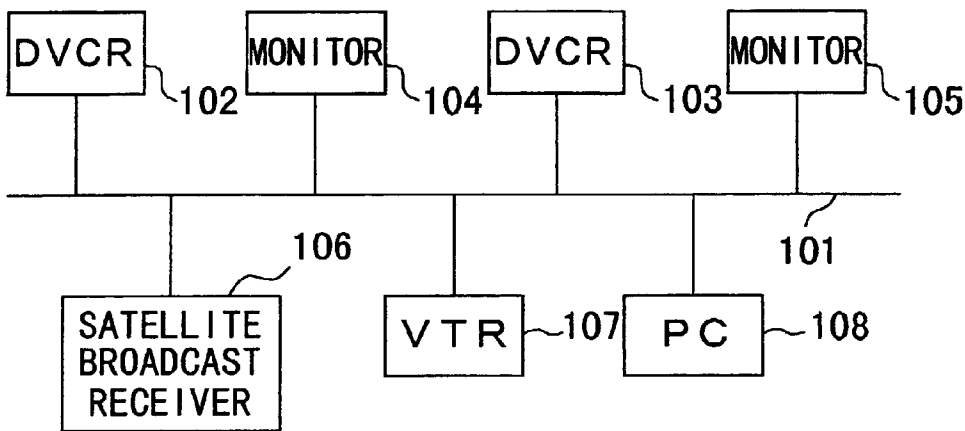 DVCR
MONITOR
DVCR
MONITOR
102
104
103
105
101
106
SATELLITE
BROADCAST
RECEIVER
VTR
107
PC
108